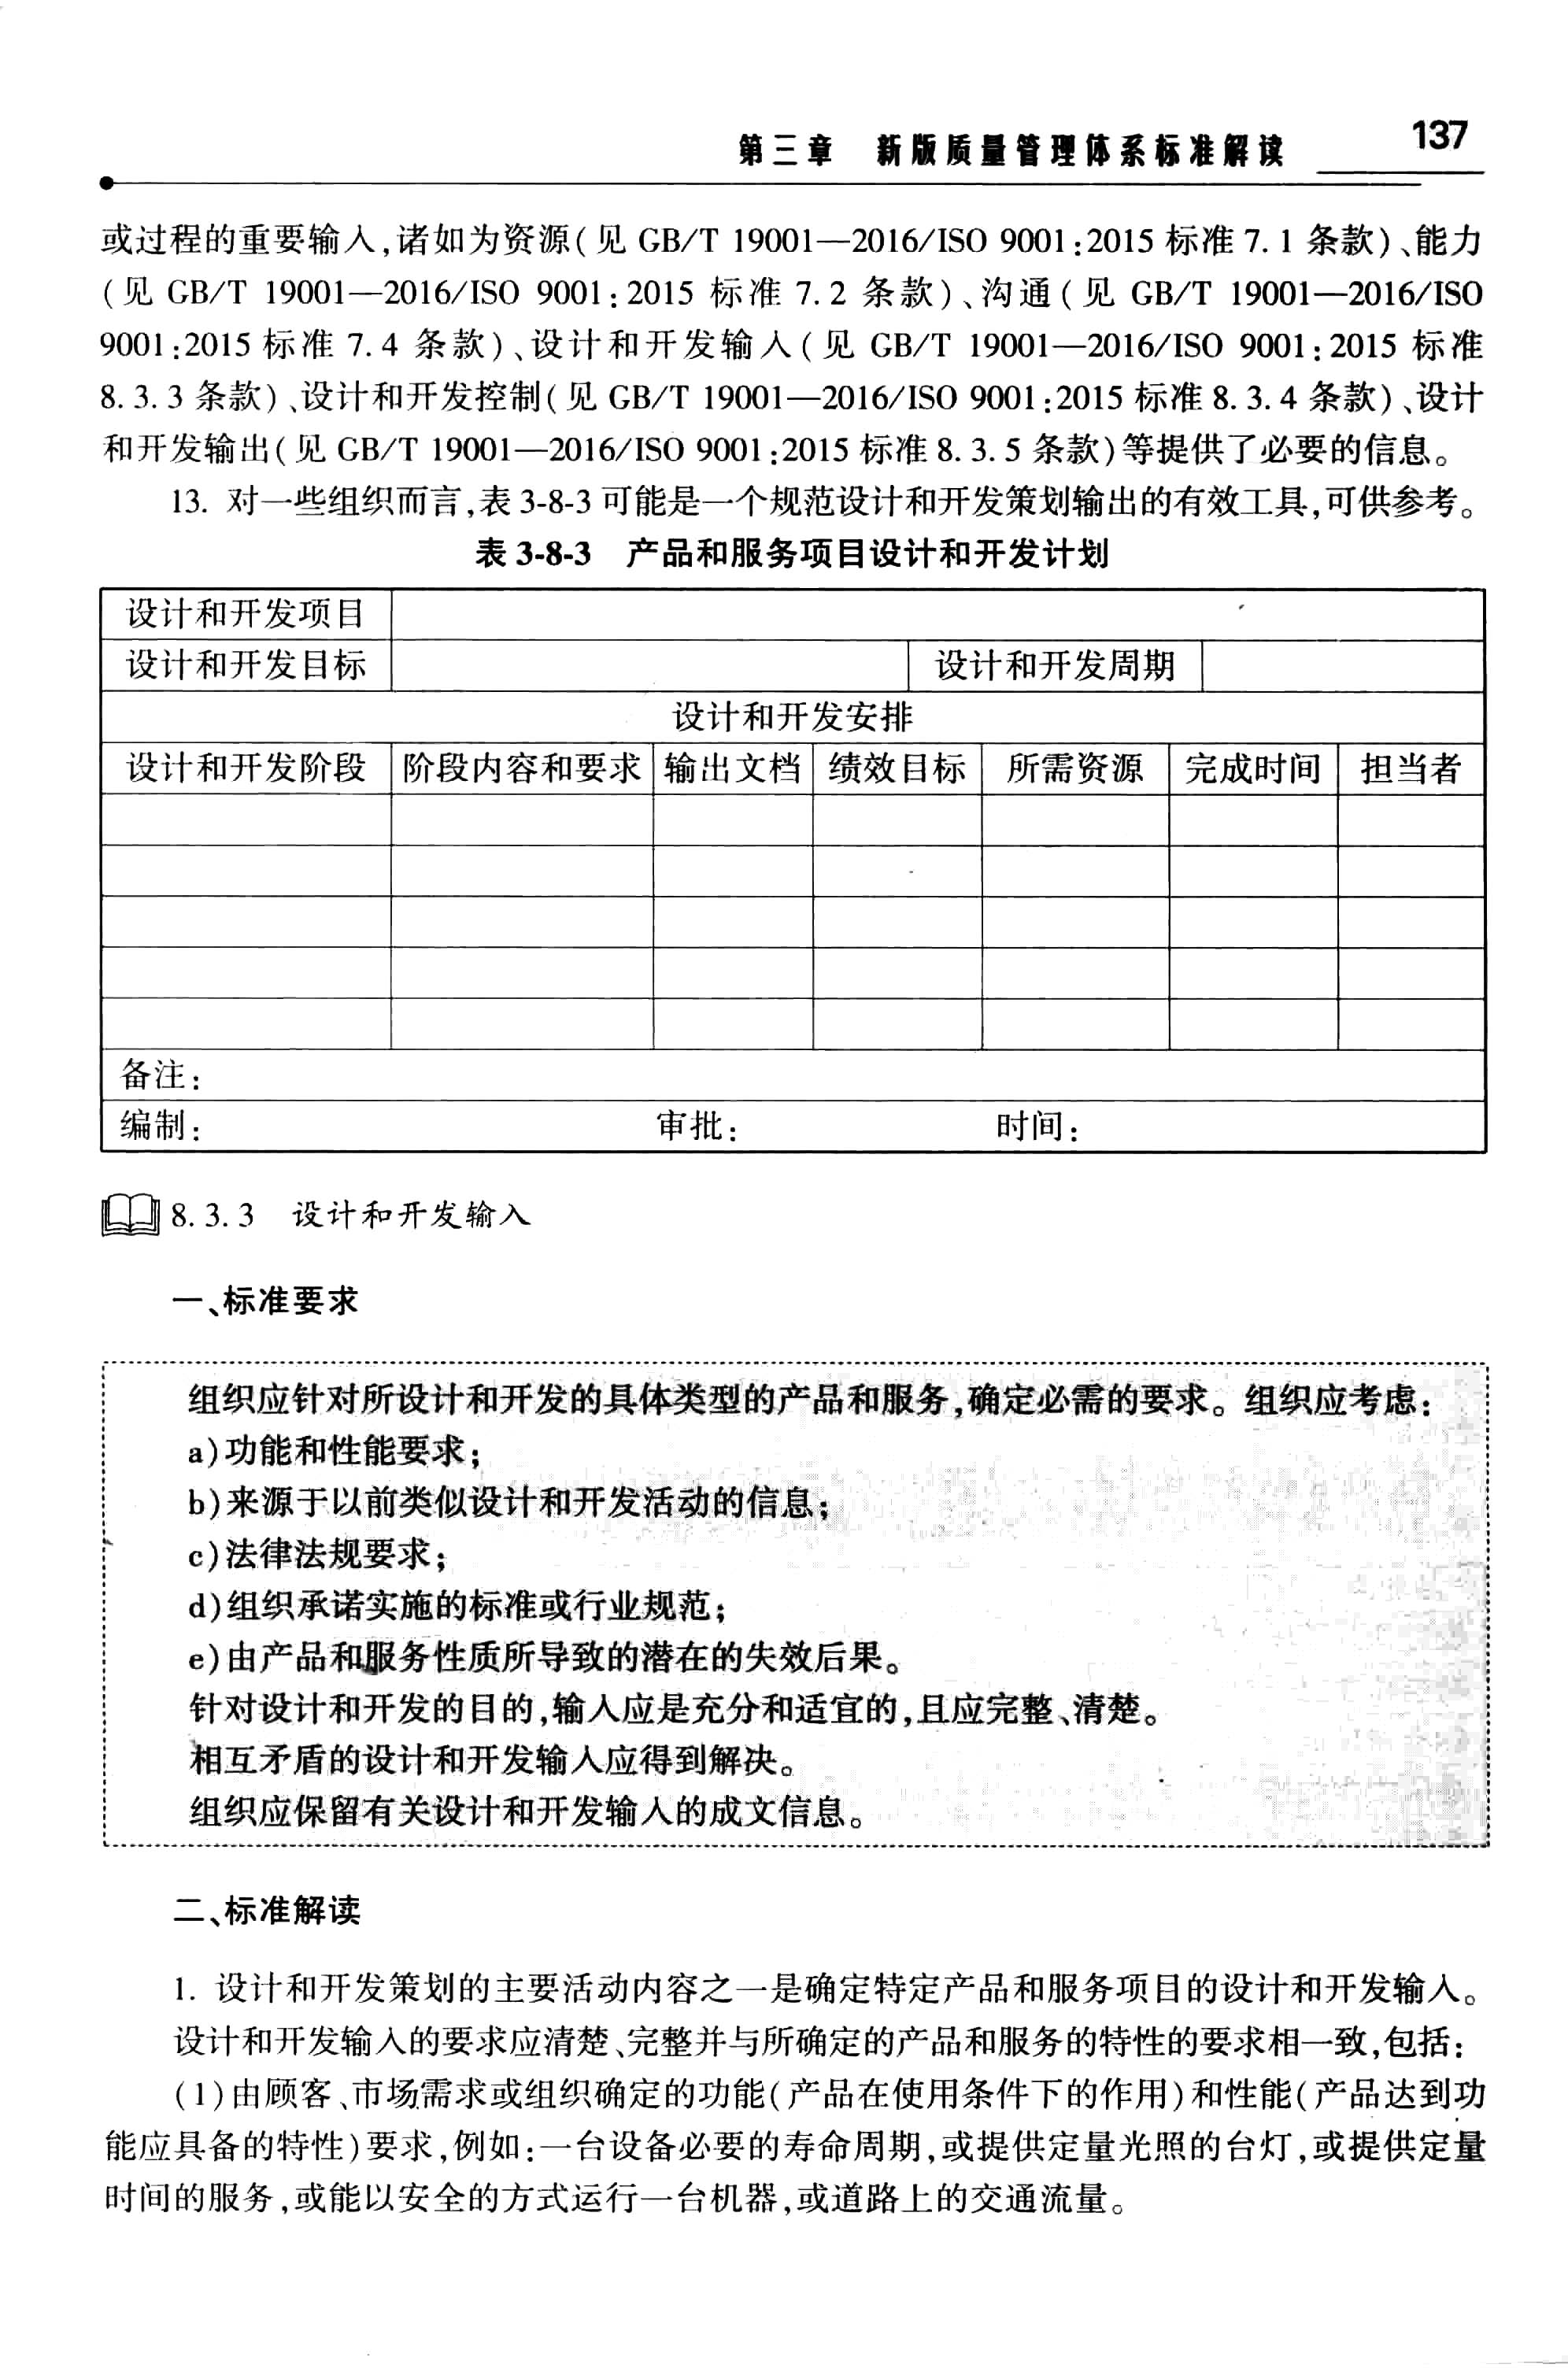 第三章 新版质量管理体系标准解读 137
或过程的重要输入,诸如为资源(见 GB/T 19001—2016/ISO 9001:2015 标准 7.1 条款)、能力
(见 GB/T 19001—2016/ISO 9001:2015 标准 7.2 条款)、沟通(见 GB/T 19001—2016/ISO
9001:2015 标准 7.4 条款)、设计和开发输入(见 GB/T 19001—2016/ISO 9001:2015 标准
8.3.3 条款)、设计和开发控制(见 GB/T 19001—2016/ISO 9001:2015 标准 8.3.4 条款)、设计
和开发输出(见 GB/T 19001—2016/ISO 9001:2015 标准 8.3.5 条款)等提供了必要的信息。
13. 对一些组织而言,表 3-8-3 可能是一个规范设计和开发策划输出的有效工具,可供参考。
表 3-8-3 产品和服务项目设计和开发计划
设计和开发项目
设计和开发目标 设计和开发周期
设计和开发安排
设计和开发阶段 阶段内容和要求 输出文档 绩效目标 所需资源 完成时间 担当者
备注:
编制: 审批: 时间:
8.3.3 设计和开发输入
一、标准要求
组织应针对所设计和开发的具体类型的产品和服务,确定必需的要求。组织应考虑:
a)功能和性能要求;
b)来源于以前类似设计和开发活动的信息;
c)法律法规要求;
d)组织承诺实施的标准或行业规范;
e)由产品和服务性质所导致的潜在的失效后果。
针对设计和开发的目的,输入应是充分和适宜的,且应完整、清楚。
相互矛盾的设计和开发输入应得到解决。
组织应保留有关设计和开发输入的成文信息。
二、标准解读
1. 设计和开发策划的主要活动内容之一是确定特定产品和服务项目的设计和开发输入。
设计和开发输入的要求应清楚、完整并与所确定的产品和服务的特性的要求相一致,包括:
(1)由顾客、市场需求或组织确定的功能(产品在使用条件下的作用)和性能(产品达到功
能应具备的特性)要求,例如:一台设备必要的寿命周期,或提供定量光照的台灯,或提供定量
时间的服务,或能以安全的方式运行一台机器,或道路上的交通流量。